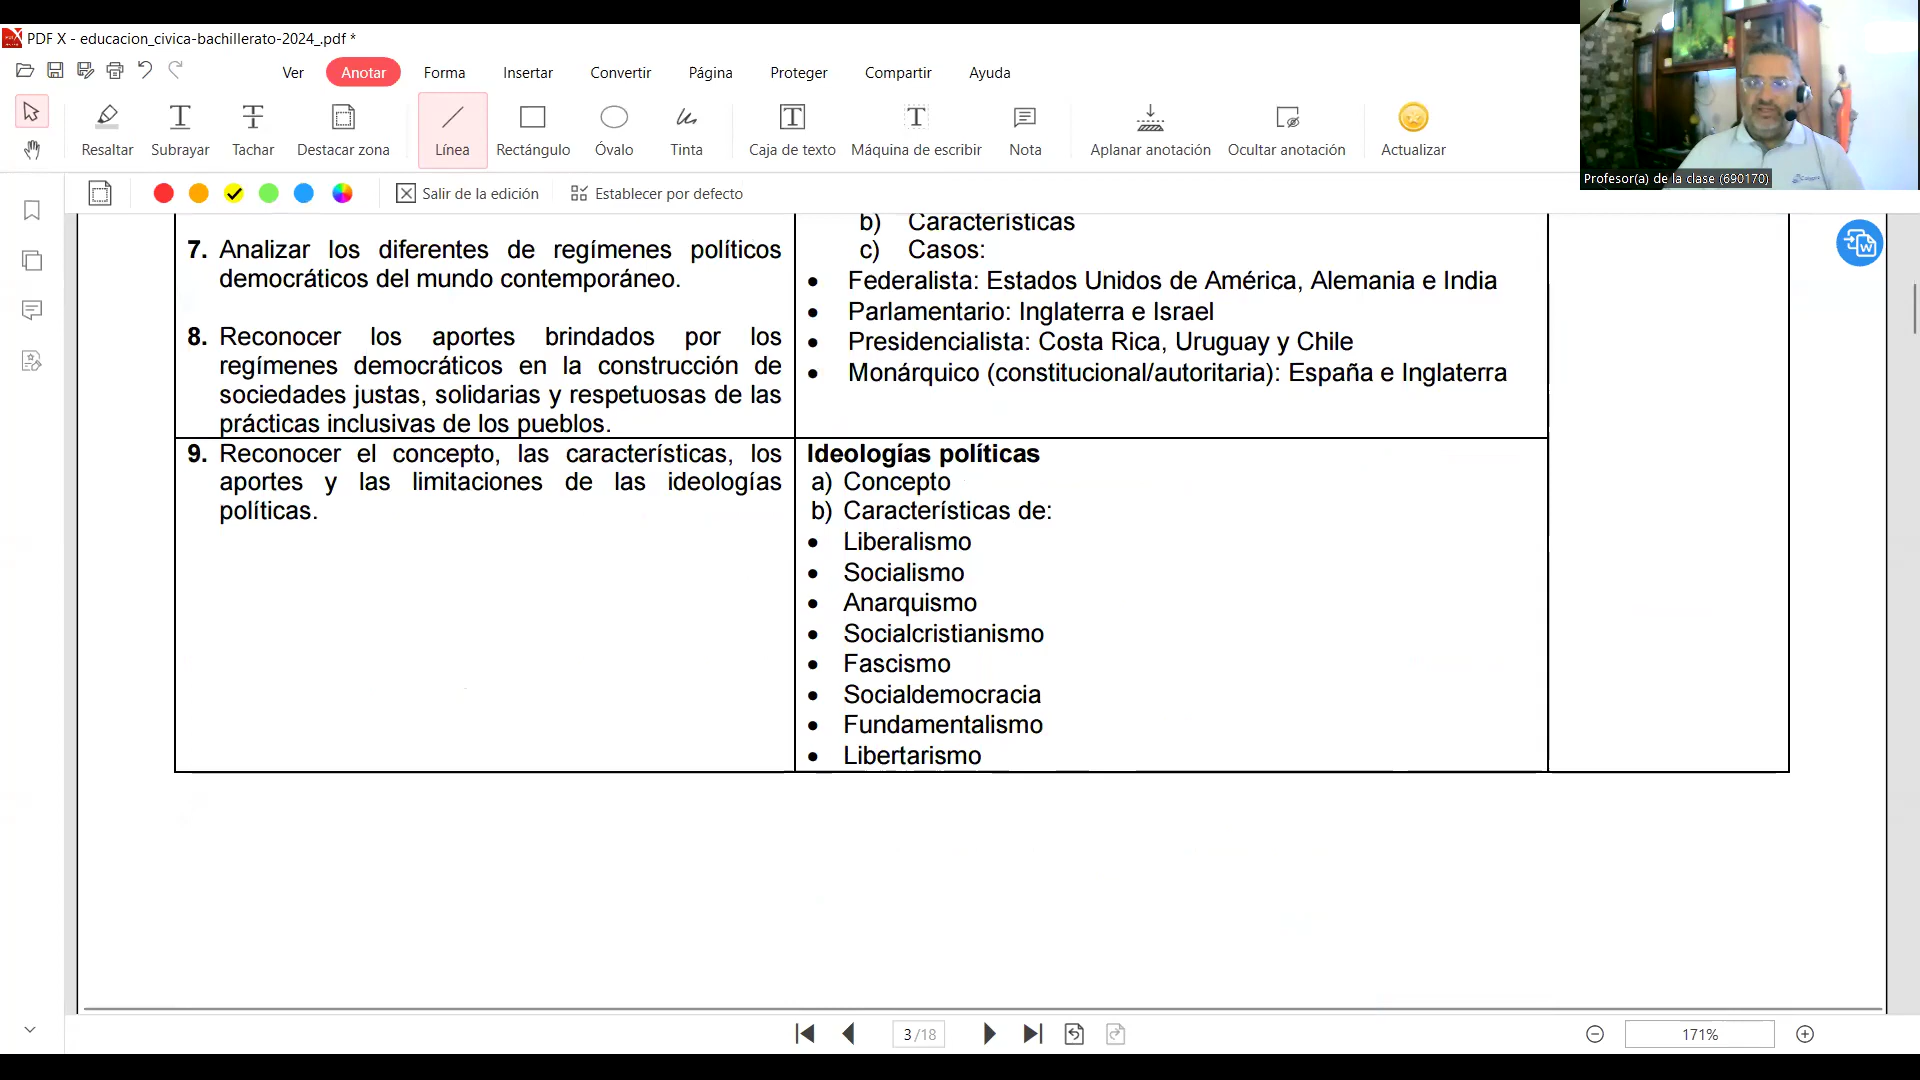 PDF X - educacion_civica-bachillerato-2024_.pdf *
Ver Anotar Forma Insertar Convertir Página Proteger Compartir Ayuda
Resaltar Subrayar Tachar Destacar zona Línea Rectángulo Óvalo Tinta Caja de texto Máquina de escribir Nota Aplanar anotación Ocultar anotación Actualizar
Profesor(a) de la clase (690170)
Salir de la edición Establecer por defecto
7. Analizar los diferentes de regímenes políticos
democráticos del mundo contemporáneo.
8. Reconocer los aportes brindados por los
regímenes democráticos en la construcción de
sociedades justas, solidarias y respetuosas de las
prácticas inclusivas de los pueblos.
b) Características
c) Casos:
• Federalista: Estados Unidos de América, Alemania e India
• Parlamentario: Inglaterra e Israel
• Presidencialista: Costa Rica, Uruguay y Chile
• Monárquico (constitucional/autoritaria): España e Inglaterra
9. Reconocer el concepto, las características, los
aportes y las limitaciones de las ideologías
políticas.
Ideologías políticas
a) Concepto
b) Características de:
• Liberalismo
• Socialismo
• Anarquismo
• Socialcristianismo
• Fascismo
• Socialdemocracia
• Fundamentalismo
• Libertarismo
3 /18
171%